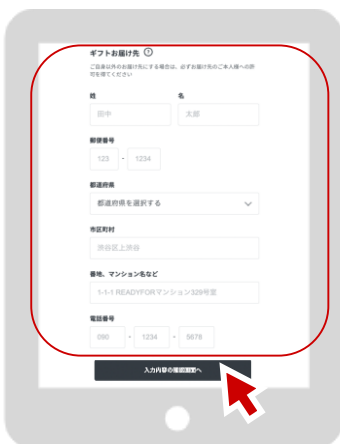 ギフトお届け先 ?
ご自身以外のお届け先にする場合は、必ずお届け先のご本人様への許
可を得てください
姓 名
田中 太郎
郵便番号
123 - 1234
都道府県
都道府県を選択する
市区町村
渋谷区上渋谷
番地、マンション名など
1-1-1 READYFORマンション329号室
電話番号
090 - 1234 - 5678
入力内容の確認画面へ